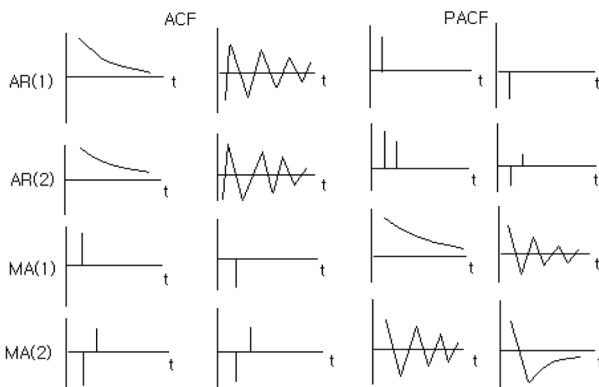 ACF PACF
AR(1) t t t t
AR(2) t t t t
MA(1) t t t t
MA(2) t t t t